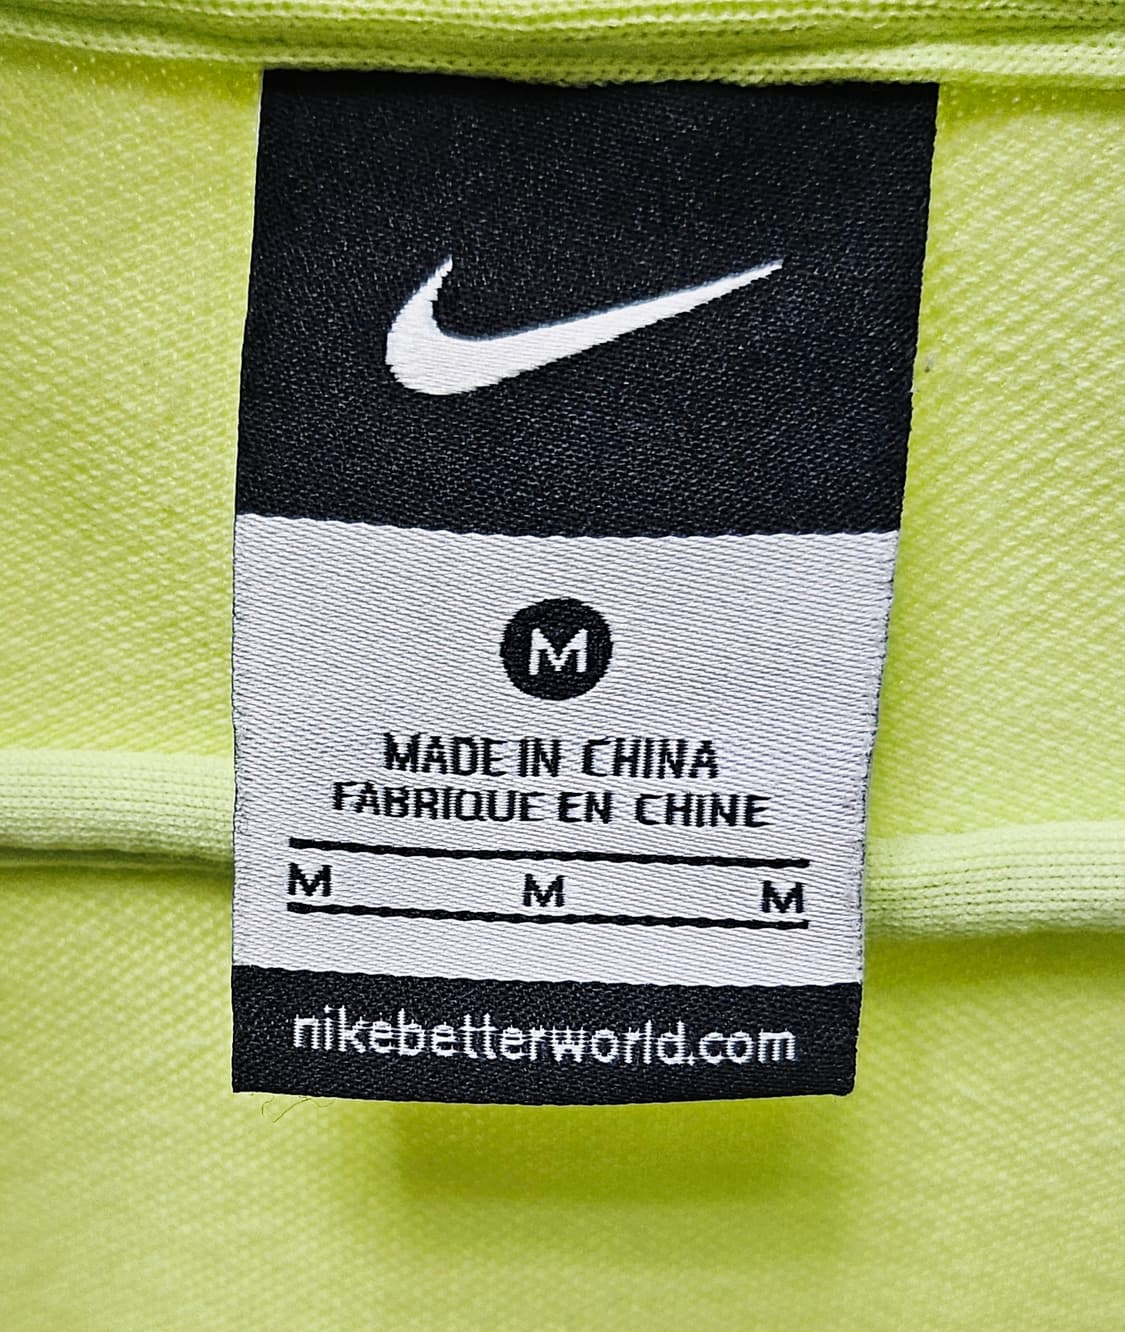 M
MADE IN CHINA
FABRIQUE EN CHINE
M M M
nikebetterworld.com